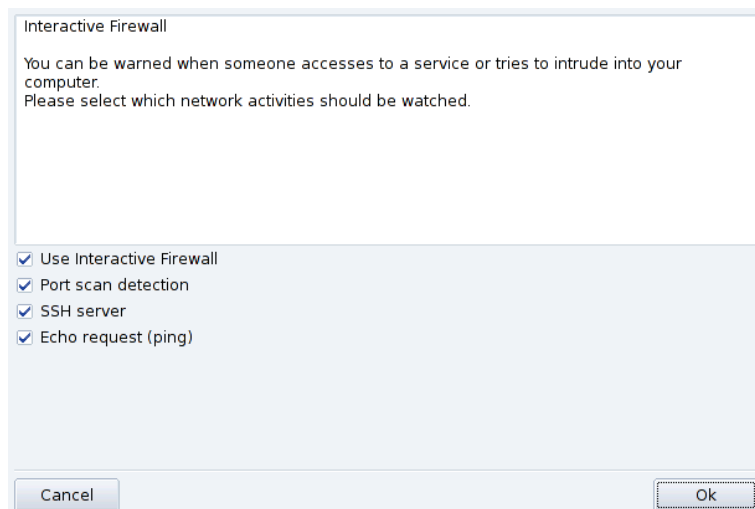 Interactive Firewall
You can be warned when someone accesses to a service or tries to intrude into your
computer.
Please select which network activities should be watched.
Use Interactive Firewall
Port scan detection
SSH server
Echo request (ping)
Cancel
Ok